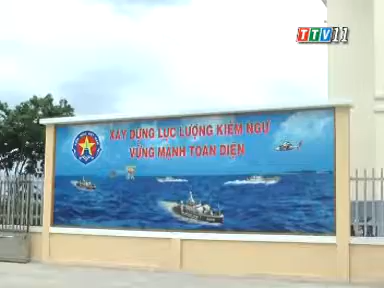 TTV11
XÂY DỰNG LỰC LƯỢNG KIỂM NGƯ
VỮNG MẠNH TOÀN DIỆN